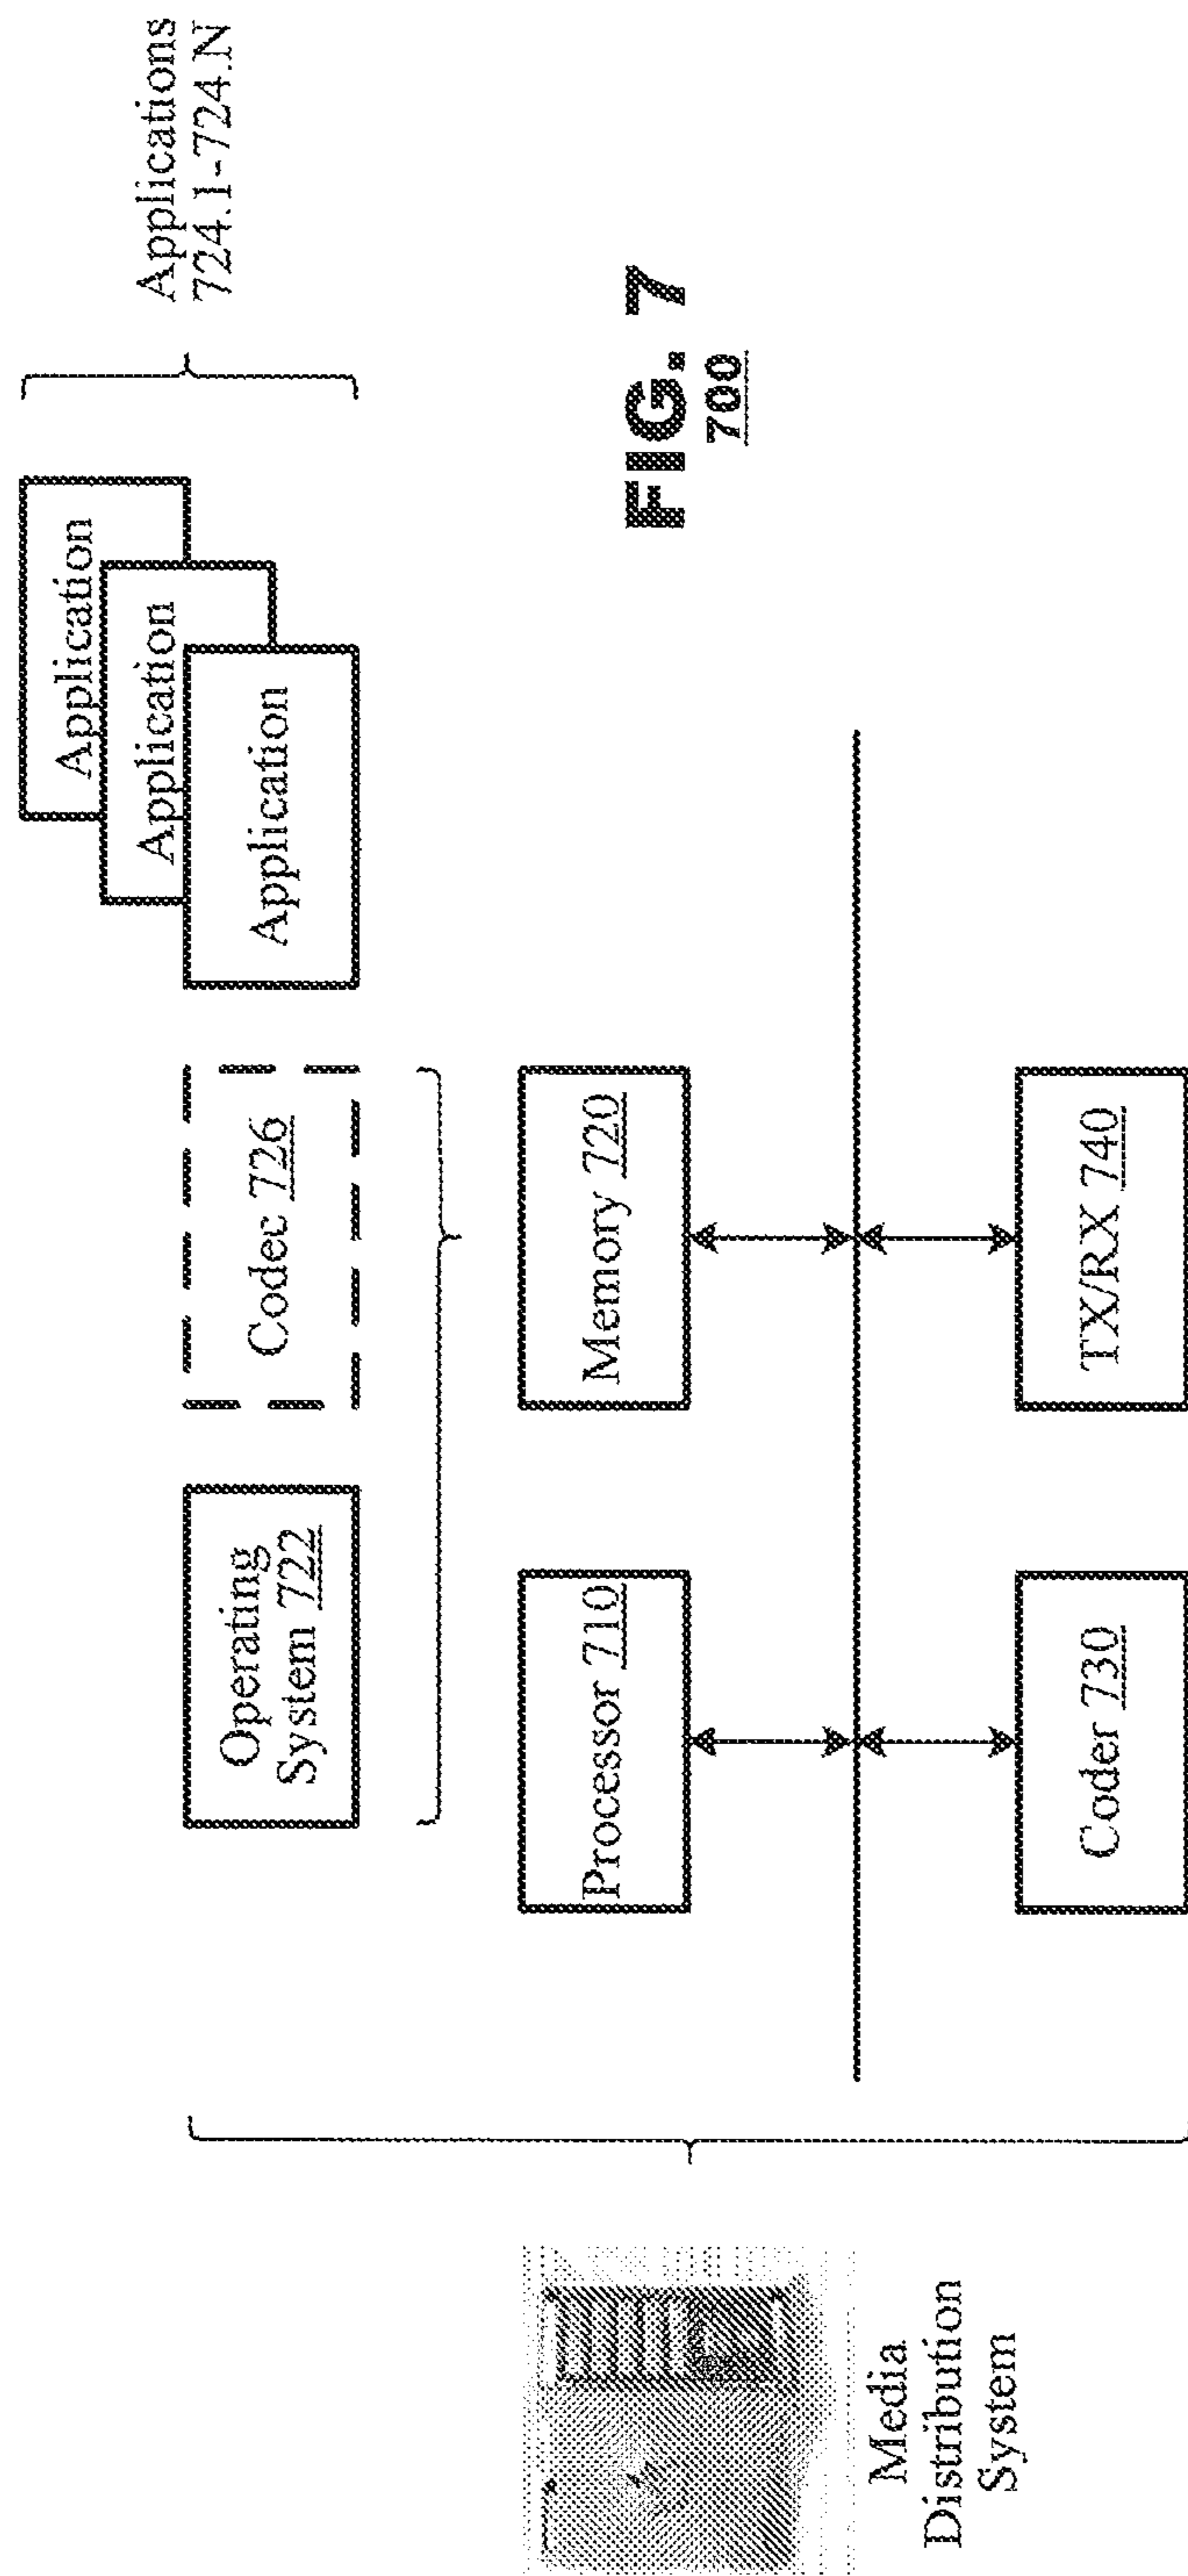 Applications
724.1-724.N
Application
Application
Application
Operating
System 722
Codec 726
Processor 710
Memory 720
Coder 730
TX/RX 740
Media
Distribution
System
FIG. 7
700